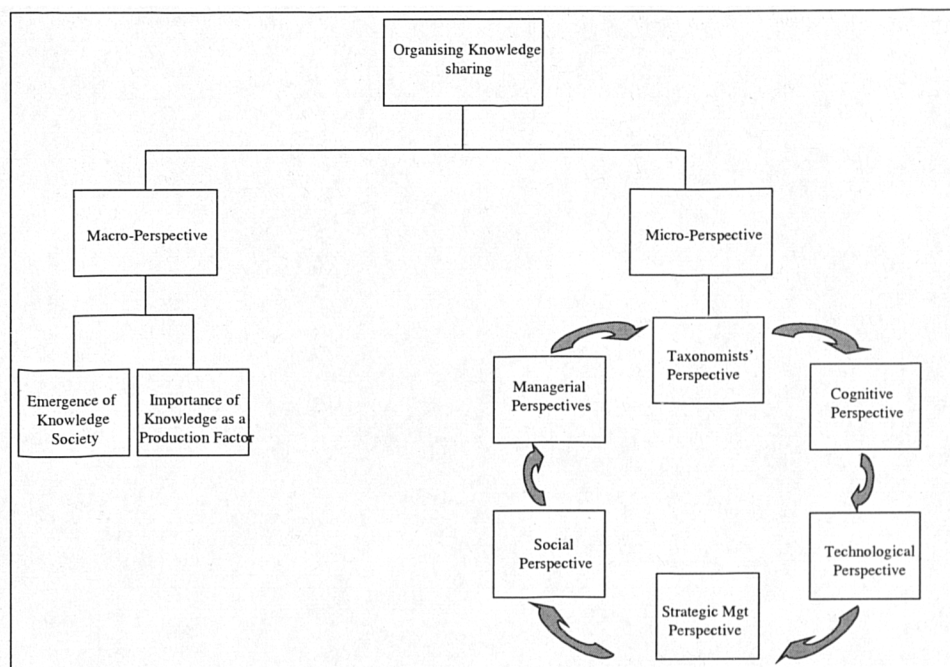 Organising Knowledge
sharing
Macro-Perspective
Micro-Perspective
Emergence of
Knowledge
Society
Importance of
Knowledge as a
Production Factor
Taxonomists'
Perspective
Managerial
Perspectives
Cognitive
Perspective
Social
Perspective
Technological
Perspective
Strategic Mgt
Perspective